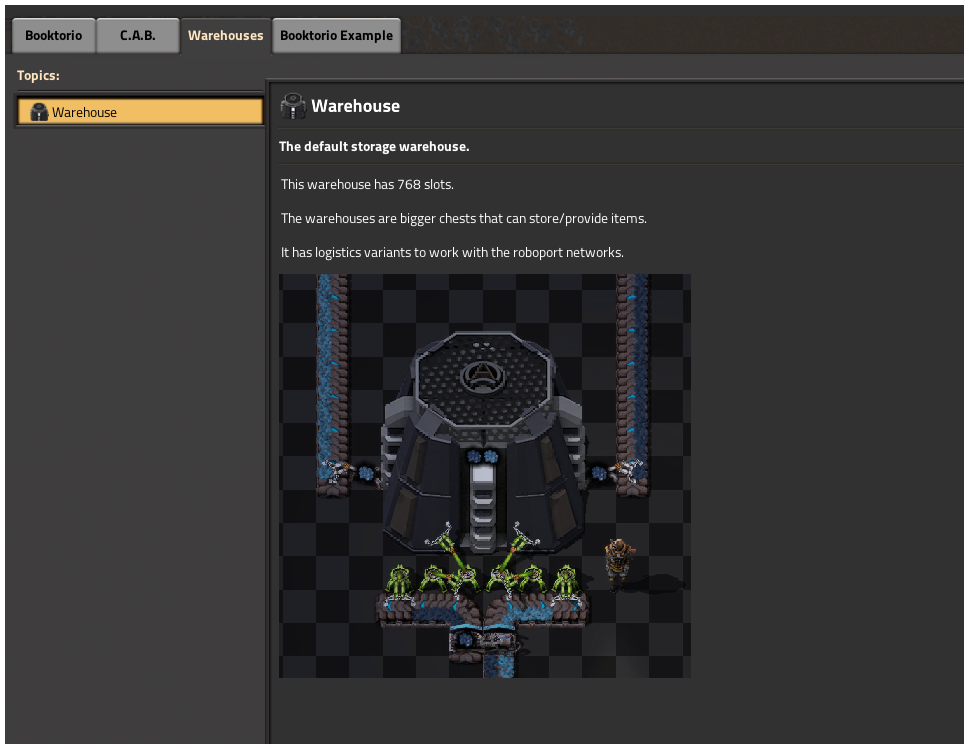 Booktorio
C.A.B.
Warehouses
Booktorio Example
Topics:
Warehouse
Warehouse
The default storage warehouse.
This warehouse has 768 slots.
The warehouses are bigger chests that can store/provide items.
It has logistics variants to work with the roboport networks.